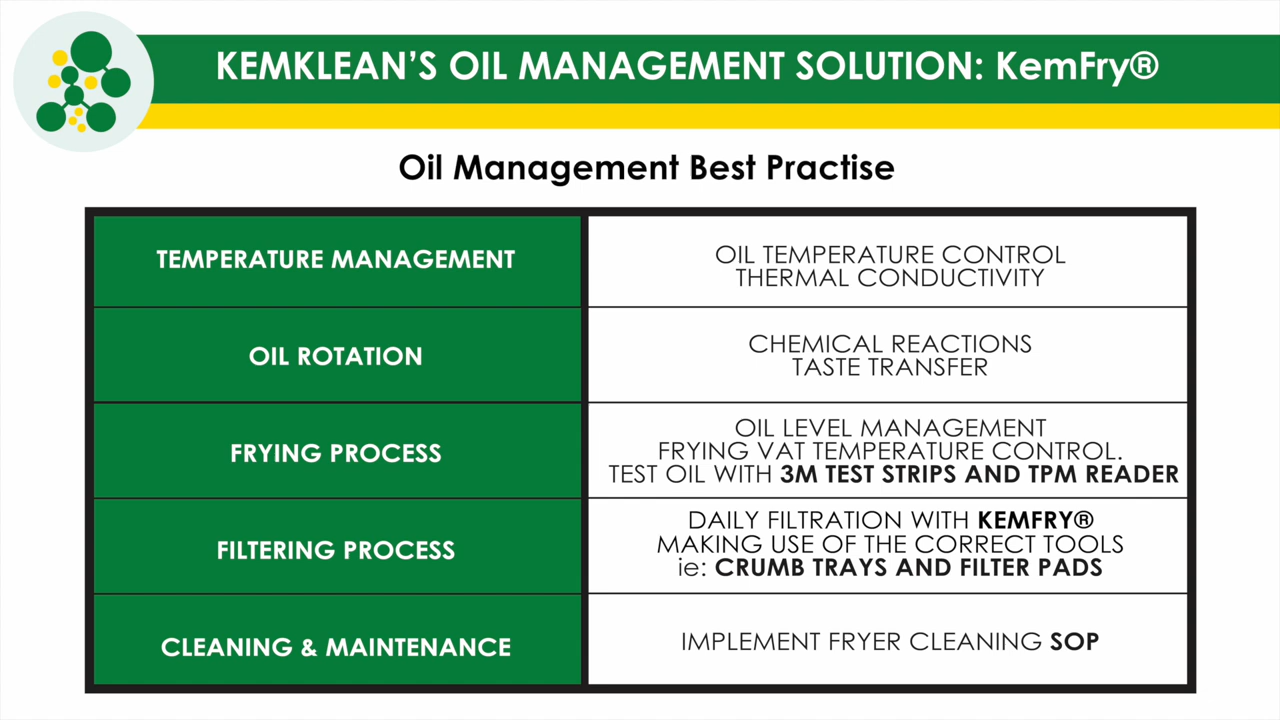 KEMKLEAN’S OIL MANAGEMENT SOLUTION: KemFry®
Oil Management Best Practise
TEMPERATURE MANAGEMENT
OIL TEMPERATURE CONTROL
THERMAL CONDUCTIVITY
OIL ROTATION
CHEMICAL REACTIONS
TASTE TRANSFER
FRYING PROCESS
OIL LEVEL MANAGEMENT
FRYING VAT TEMPERATURE CONTROL.
TEST OIL WITH 3M TEST STRIPS AND TPM READER
FILTERING PROCESS
DAILY FILTRATION WITH KEMFRY®
MAKING USE OF THE CORRECT TOOLS
ie: CRUMB TRAYS AND FILTER PADS
CLEANING & MAINTENANCE
IMPLEMENT FRYER CLEANING SOP